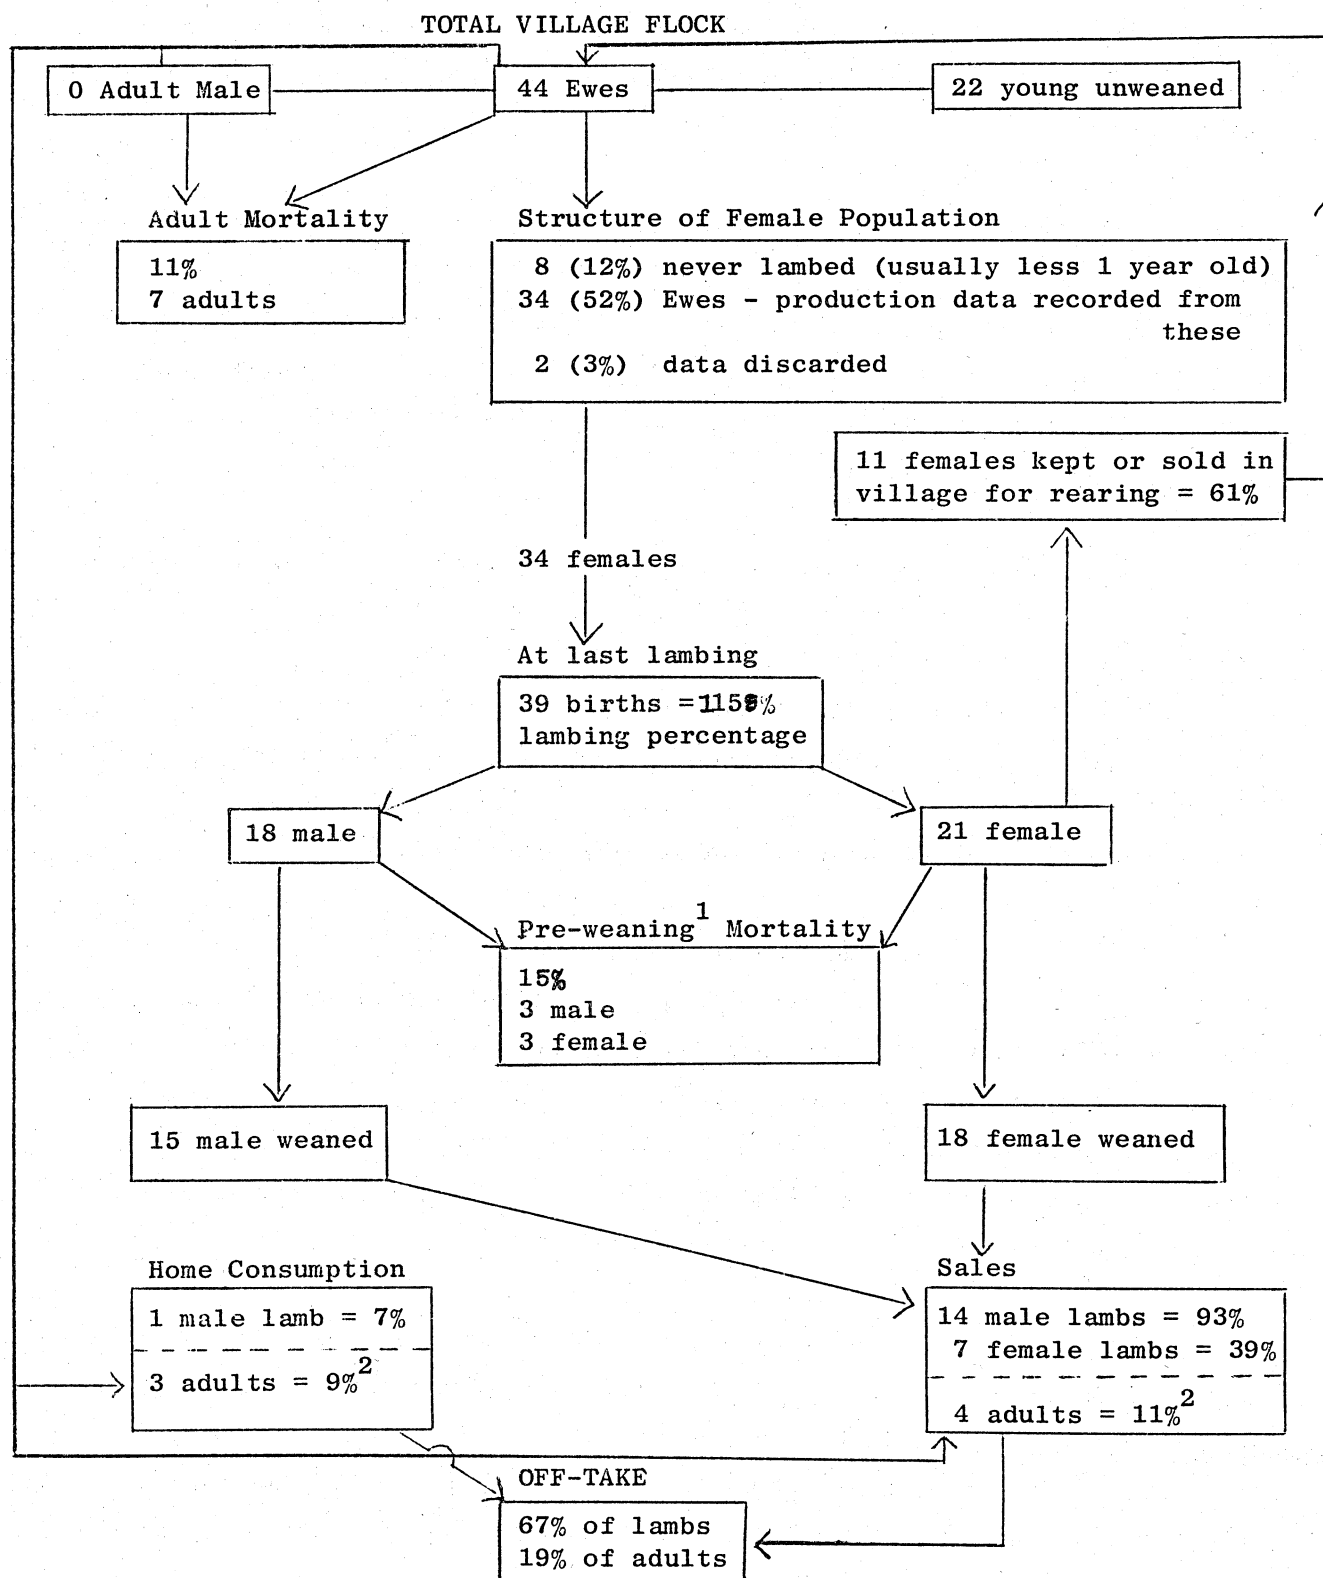 TOTAL VILLAGE FLOCK
0 Adult Male
44 Ewes
22 young unweaned
Adult Mortality
11%
7 adults
Structure of Female Population
8 (12%) never lambed (usually less 1 year old)
34 (52%) Ewes - production data recorded from
these
2 (3%) data discarded
11 females kept or sold in
village for rearing = 61%
34 females
At last lambing
39 births = 115%
lambing percentage
18 male
21 female
Pre-weaning1 Mortality
15%
3 male
3 female
15 male weaned
18 female weaned
Home Consumption
1 male lamb = 7%
3 adults = 9%2
Sales
14 male lambs = 93%
7 female lambs = 39%
4 adults = 11%2
OFF-TAKE
67% of lambs
19% of adults